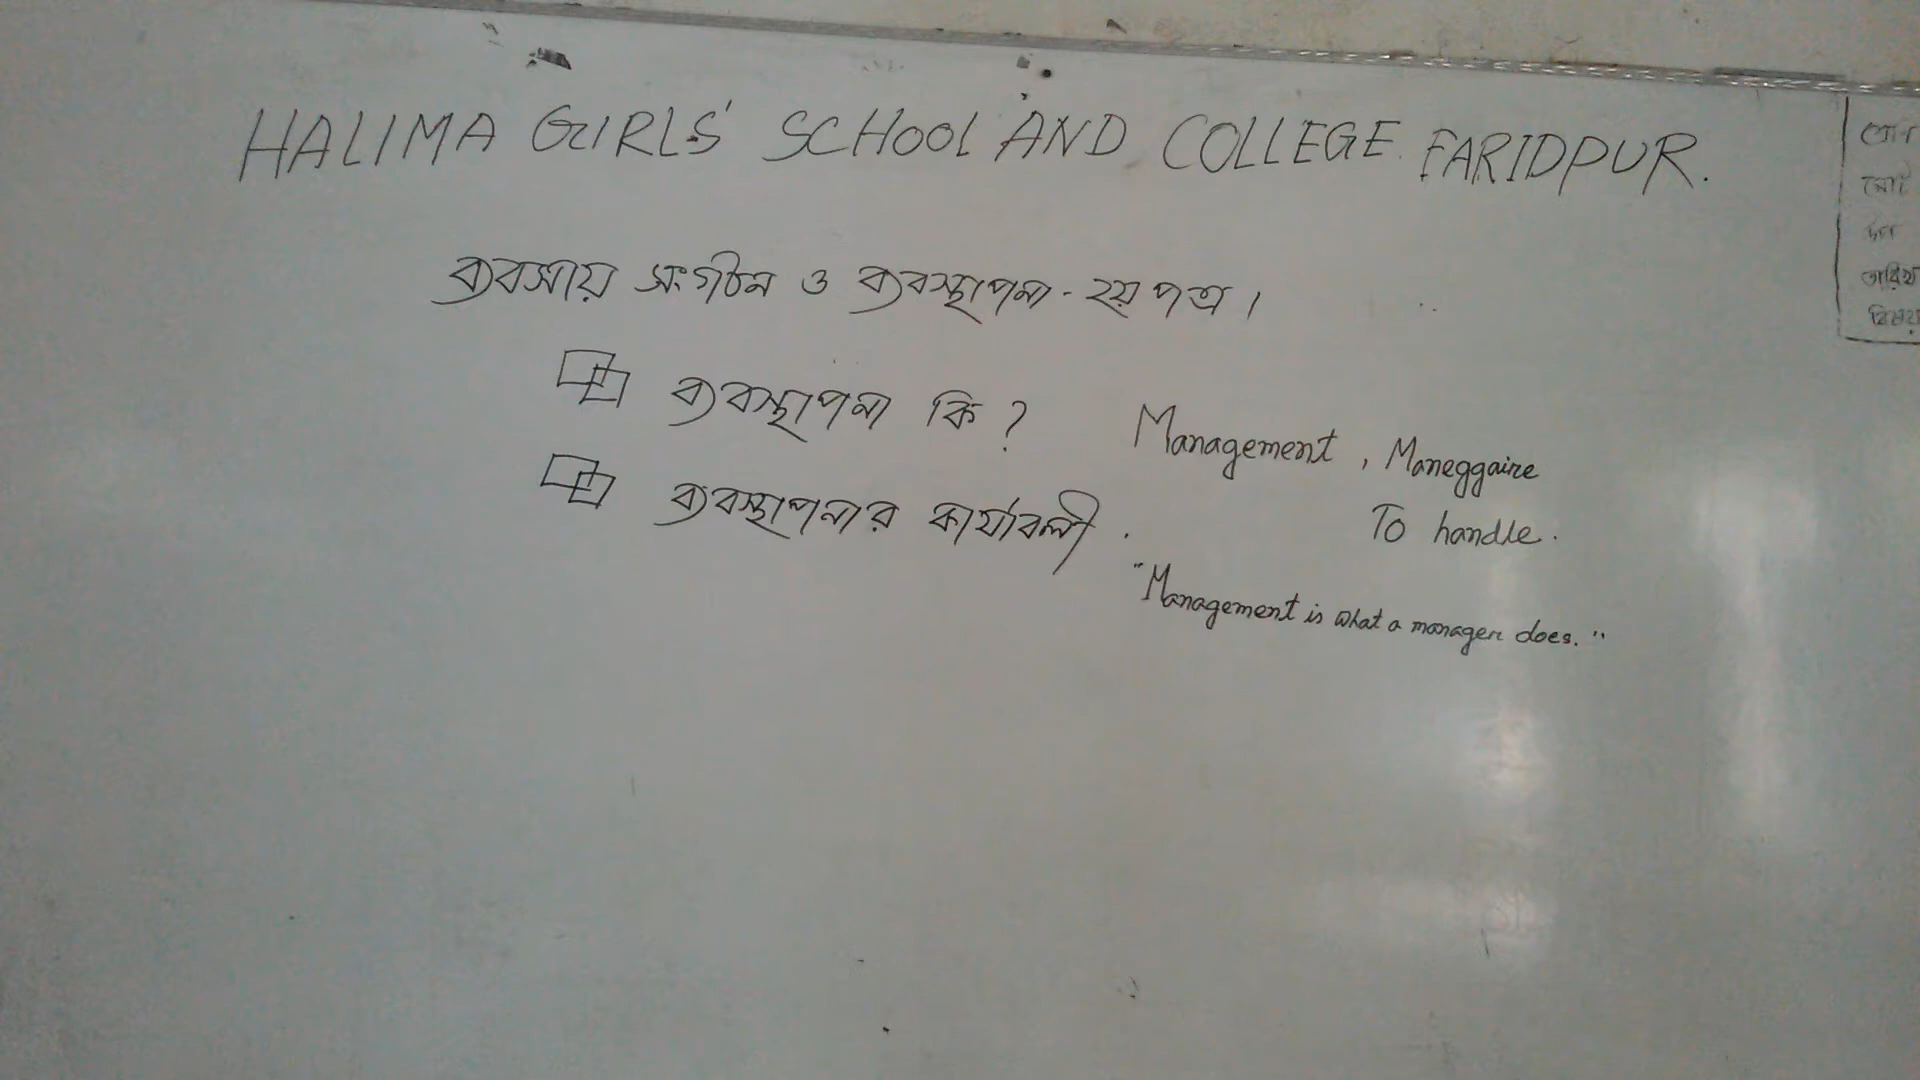 HALIMA GIRLS' SCHOOL AND COLLEGE FARIDPUR.
ব্যবসায় সংগঠন ও ব্যবস্থাপনা - ২য় পত্র।
ব্যবস্থাপনা কি?
ব্যবস্থাপনার কার্যাবলী.
Management, Maneggaire
To handle.
"Management is what a manager does."
তারিখ